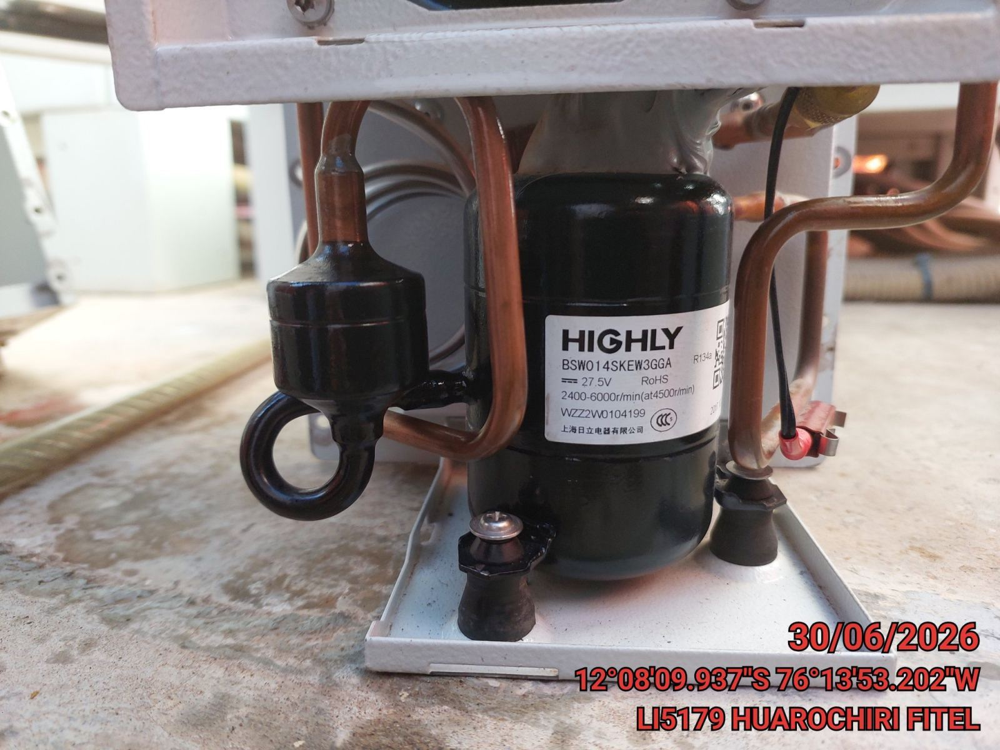 HIGHLY
BSW014SKEW3GGA R134a
27.5V RoHS
2400-6000r/min(at4500r/min)
WZZ2W0104199
上海日立电器有限公司
30/06/2026
12°08'09.937"S 76°13'53.202"W
LI5179 HUAROCHIRI FITEL